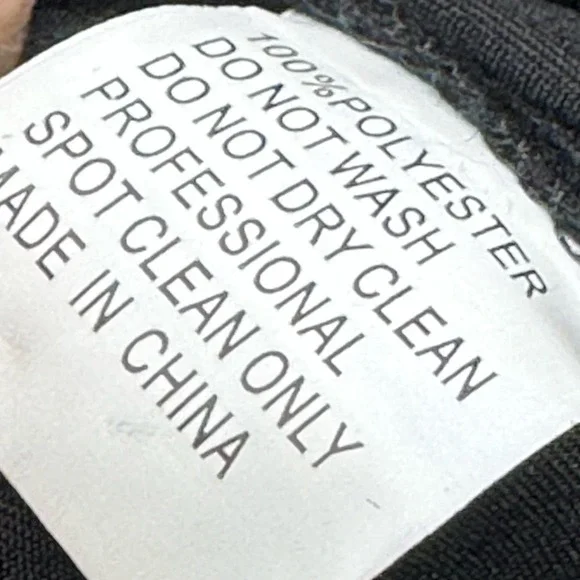 100%POLYESTER
DO NOT WASH
DO NOT DRY CLEAN
PROFESSIONAL
SPOT CLEAN ONLY
MADE IN CHINA